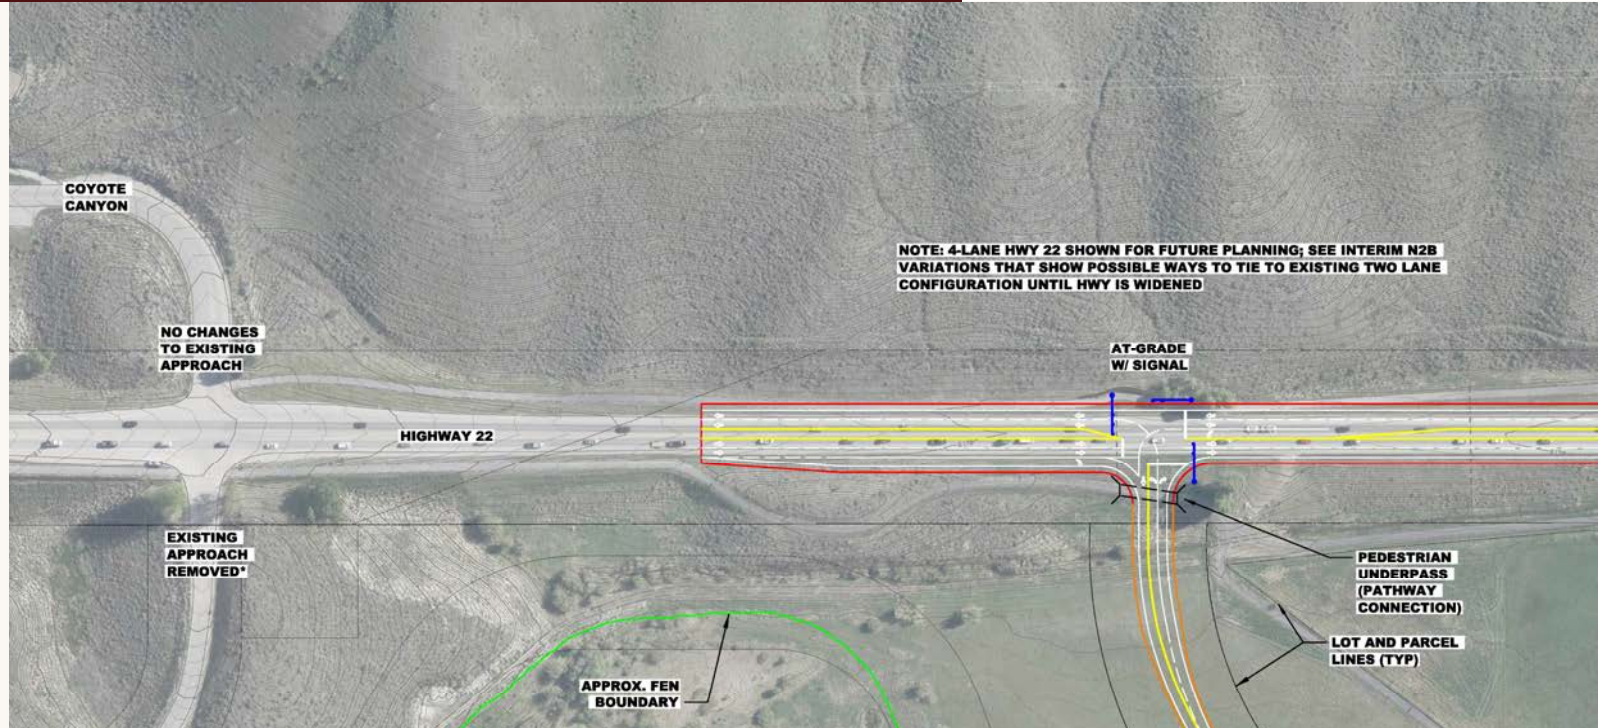 COYOTE
CANYON
NOTE: 4-LANE HWY 22 SHOWN FOR FUTURE PLANNING; SEE INTERIM N2B
VARIATIONS THAT SHOW POSSIBLE WAYS TO TIE TO EXISTING TWO LANE
CONFIGURATION UNTIL HWY IS WIDENED
NO CHANGES
TO EXISTING
APPROACH
AT-GRADE
W/ SIGNAL
HIGHWAY 22
EXISTING
APPROACH
REMOVED*
PEDESTRIAN
UNDERPASS
(PATHWAY
CONNECTION)
LOT AND PARCEL
LINES (TYP)
APPROX. FEN
BOUNDARY